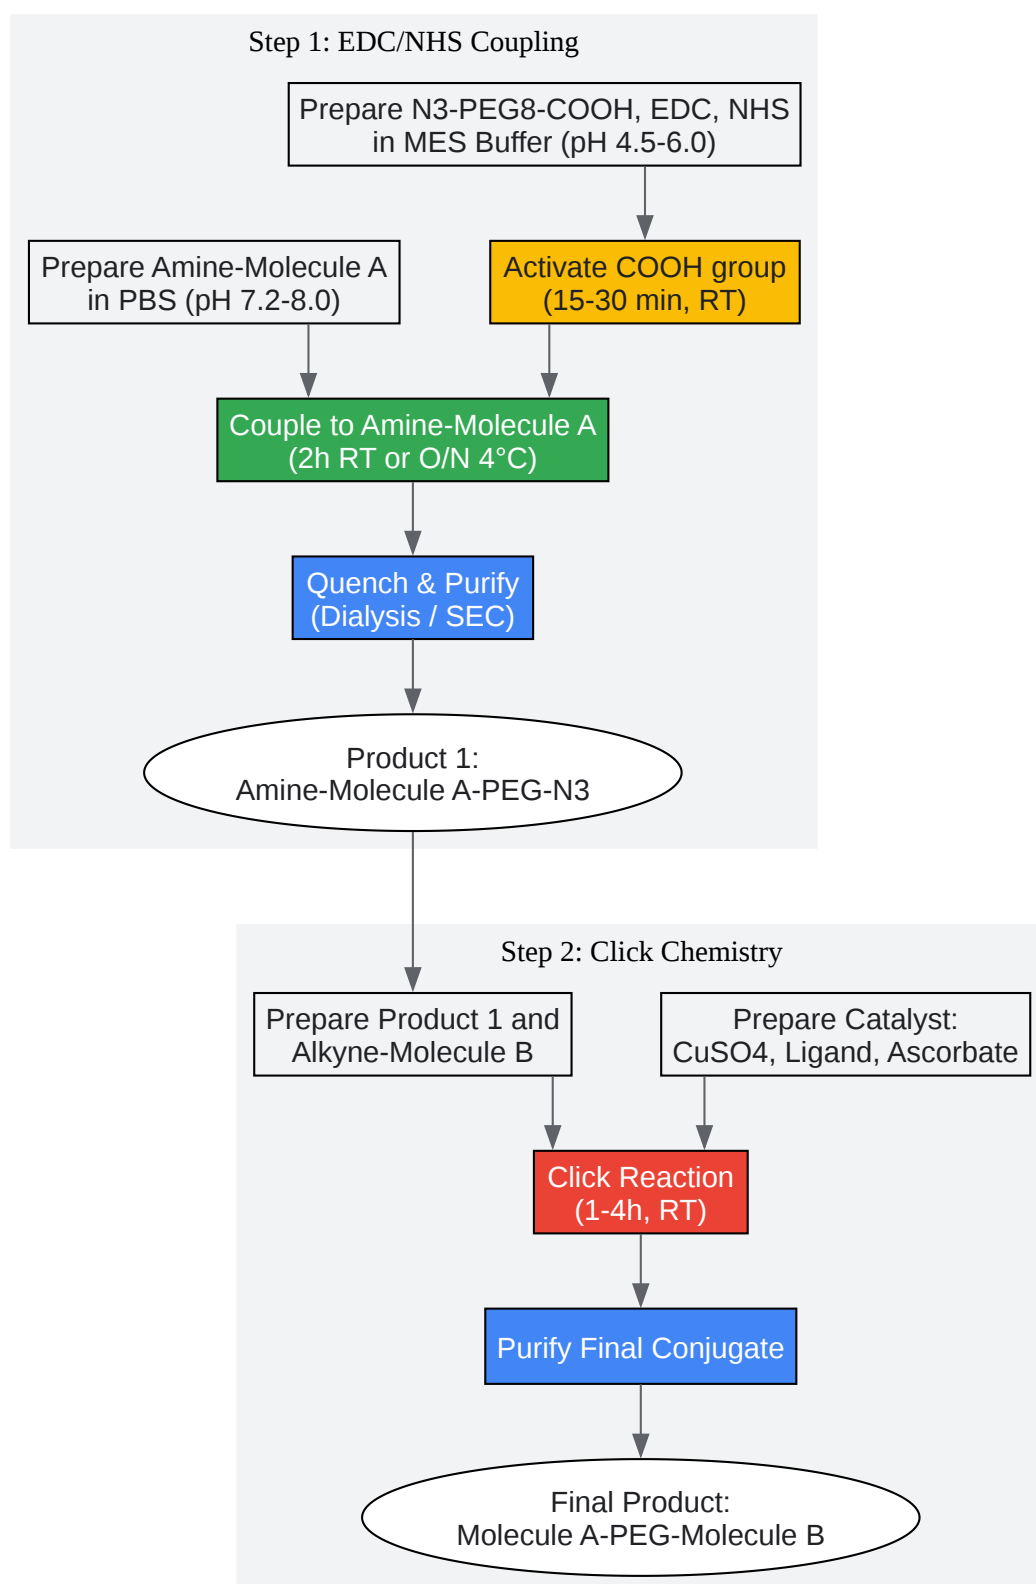 Step 1: EDC/NHS Coupling
Prepare N3-PEG8-COOH, EDC, NHS
in MES Buffer (pH 4.5-6.0)
Prepare Amine-Molecule A
in PBS (pH 7.2-8.0)
Activate COOH group
(15-30 min, RT)
Couple to Amine-Molecule A
(2h RT or O/N 4°C)
Quench & Purify
(Dialysis / SEC)
Product 1:
Amine-Molecule A-PEG-N3
Step 2: Click Chemistry
Prepare Product 1 and
Alkyne-Molecule B
Prepare Catalyst:
CuSO4, Ligand, Ascorbate
Click Reaction
(1-4h, RT)
Purify Final Conjugate
Final Product:
Molecule A-PEG-Molecule B